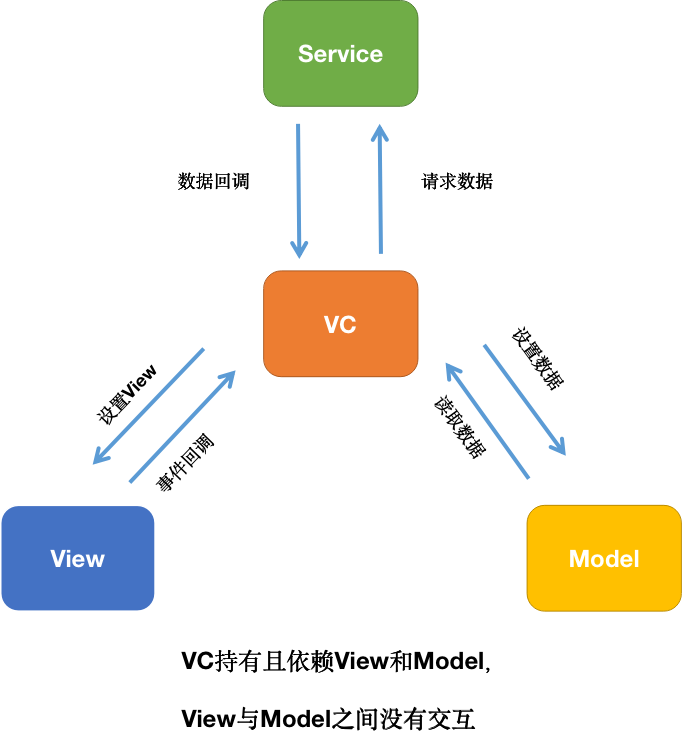 Service
数据回调
请求数据
VC
设置View
事件回调
设置数据
读取数据
View
Model
VC持有且依赖View和Model，
View与Model之间没有交互